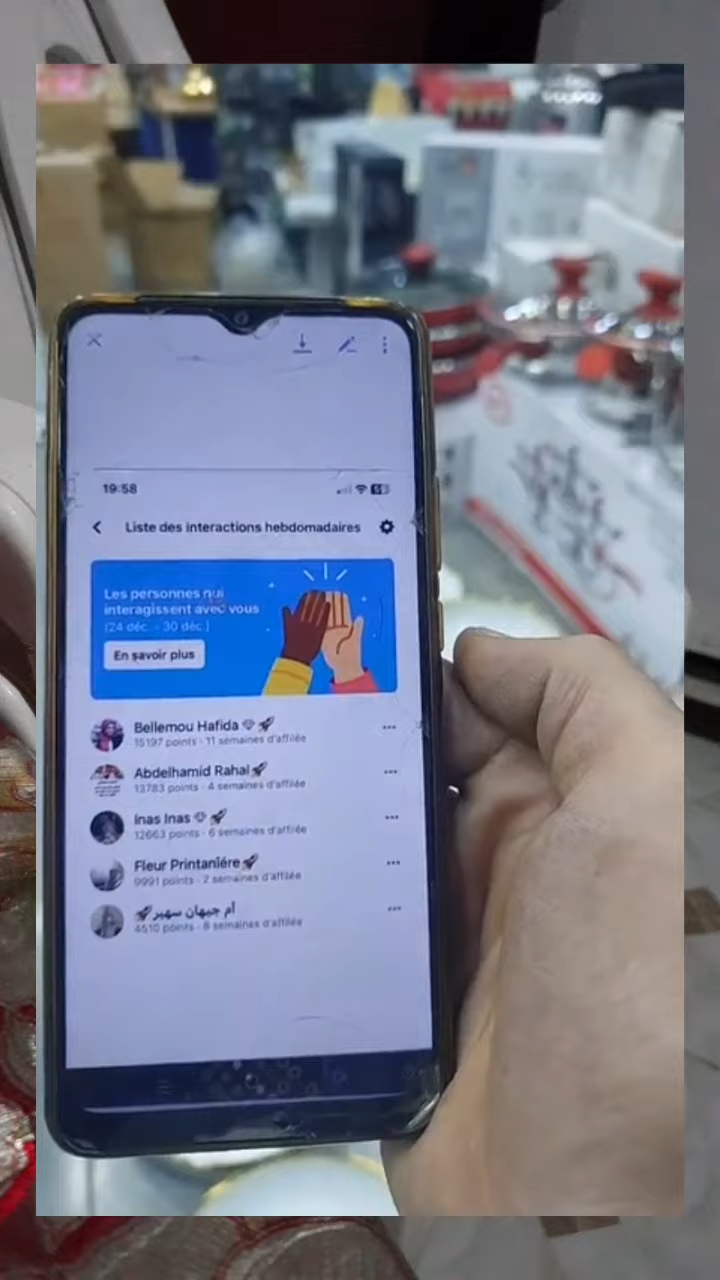 19:58
Liste des interactions hebdomadaires
Les personnes qui
interagissent avec vous
(24 déc. - 30 déc.)
En savoir plus
Bellemou Hafida
15197 points · 11 semaines d'affilée
Abdelhamid Rahal
13783 points · 4 semaines d'affilée
Inas Inas
12663 points · 6 semaines d'affilée
Fleur Printanière
9991 points · 2 semaines d'affilée
ام جيهان سهير
4510 points · 8 semaines d'affilée